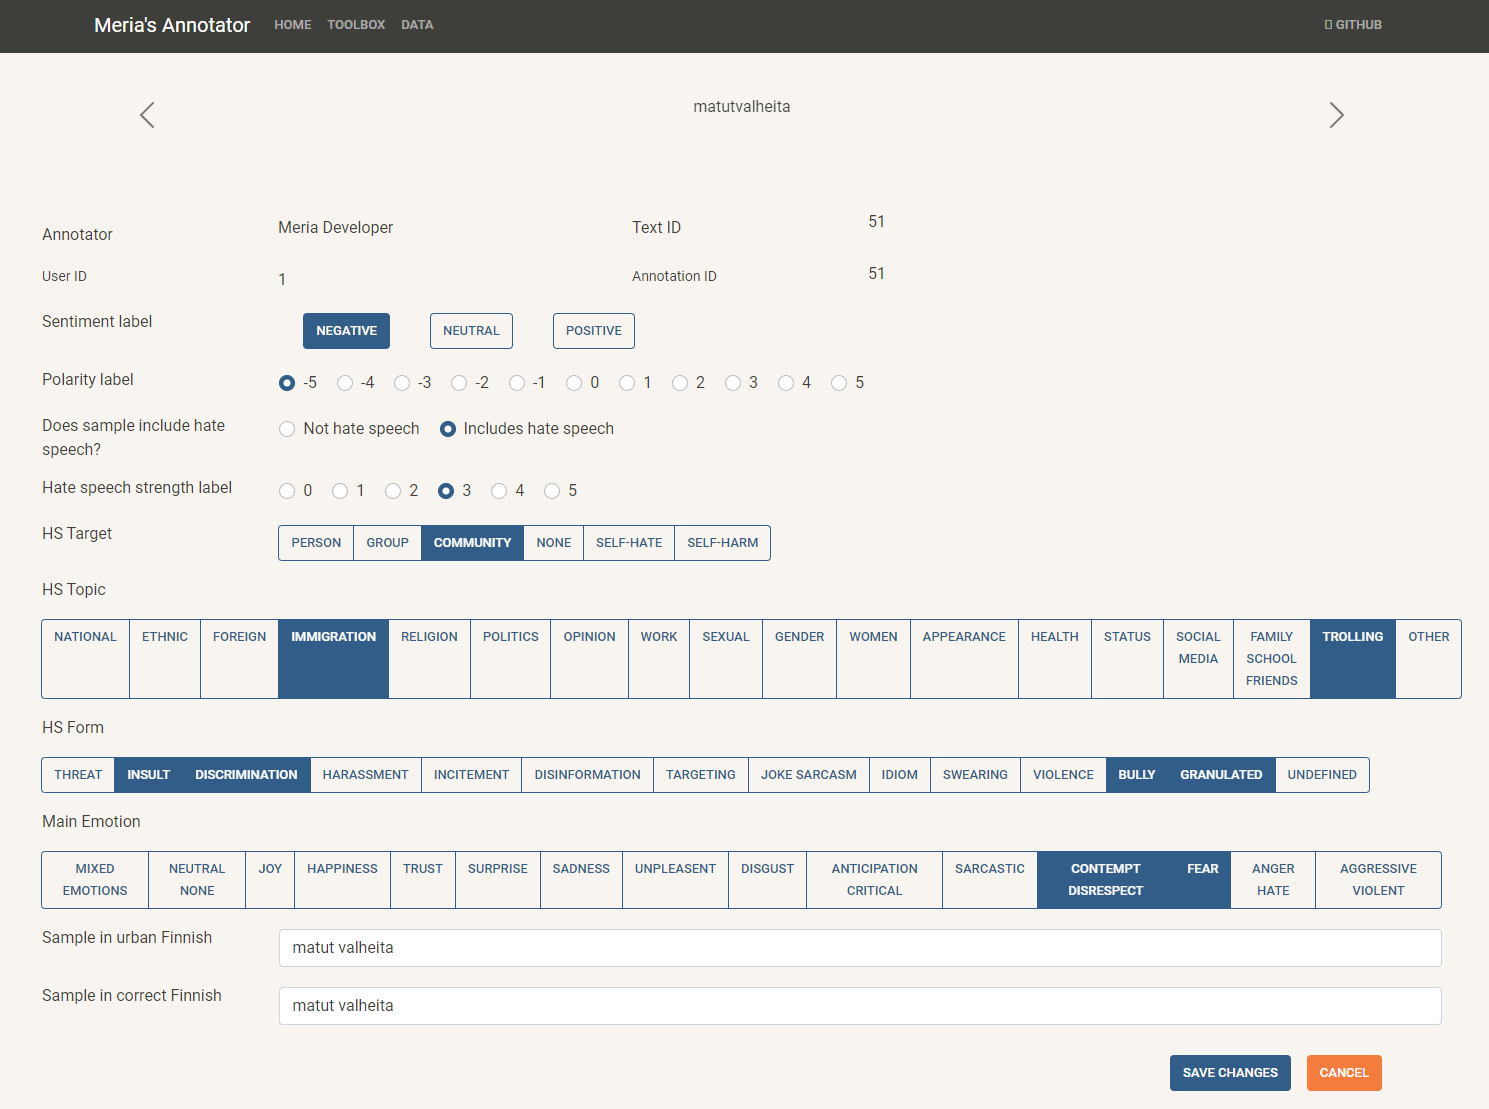 Meria's Annotator HOME TOOLBOX DATA GITHUB
matutvalheita
Annotator Meria Developer Text ID 51
User ID 1 Annotation ID 51
Sentiment label NEGATIVE NEUTRAL POSITIVE
Polarity label -5 -4 -3 -2 -1 0 1 2 3 4 5
Does sample include hate
speech? Not hate speech Includes hate speech
Hate speech strength label 0 1 2 3 4 5
HS Target PERSON GROUP COMMUNITY NONE SELF-HATE SELF-HARM
HS Topic
NATIONAL ETHNIC FOREIGN IMMIGRATION RELIGION POLITICS OPINION WORK SEXUAL GENDER WOMEN APPEARANCE HEALTH STATUS SOCIAL MEDIA FAMILY SCHOOL FRIENDS TROLLING OTHER
HS Form
THREAT INSULT DISCRIMINATION HARASSMENT INCITEMENT DISINFORMATION TARGETING JOKE SARCASM IDIOM SWEARING VIOLENCE BULLY GRANULATED UNDEFINED
Main Emotion
MIXED EMOTIONS NEUTRAL NONE JOY HAPPINESS TRUST SURPRISE SADNESS UNPLEASENT DISGUST ANTICIPATION CRITICAL SARCASTIC CONTEMPT DISRESPECT FEAR ANGER HATE AGGRESSIVE VIOLENT
Sample in urban Finnish matut valheita
Sample in correct Finnish matut valheita
SAVE CHANGES CANCEL